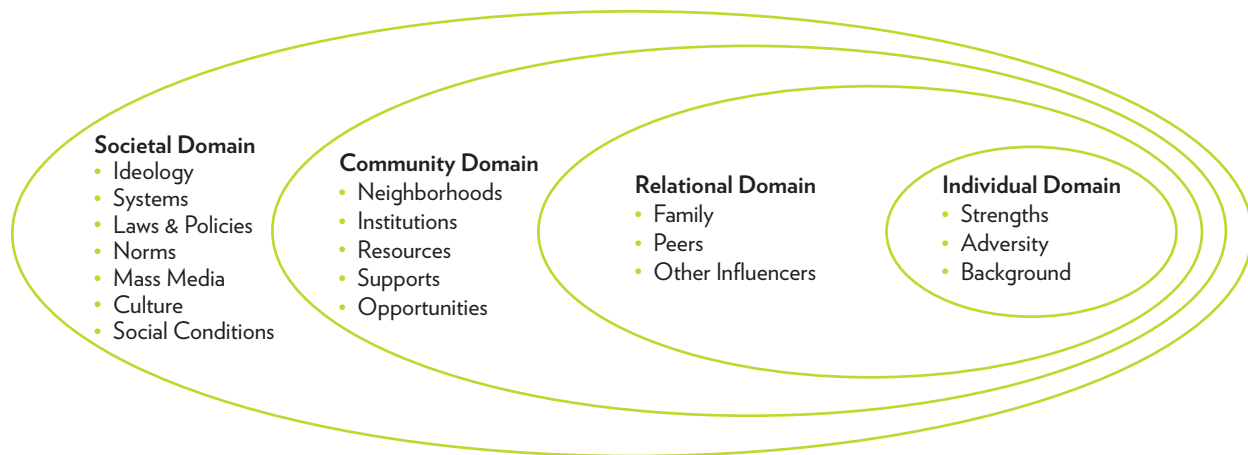 Societal Domain
• Ideology
• Systems
• Laws & Policies
• Norms
• Mass Media
• Culture
• Social Conditions
Community Domain
• Neighborhoods
• Institutions
• Resources
• Supports
• Opportunities
Relational Domain
• Family
• Peers
• Other Influencers
Individual Domain
• Strengths
• Adversity
• Background